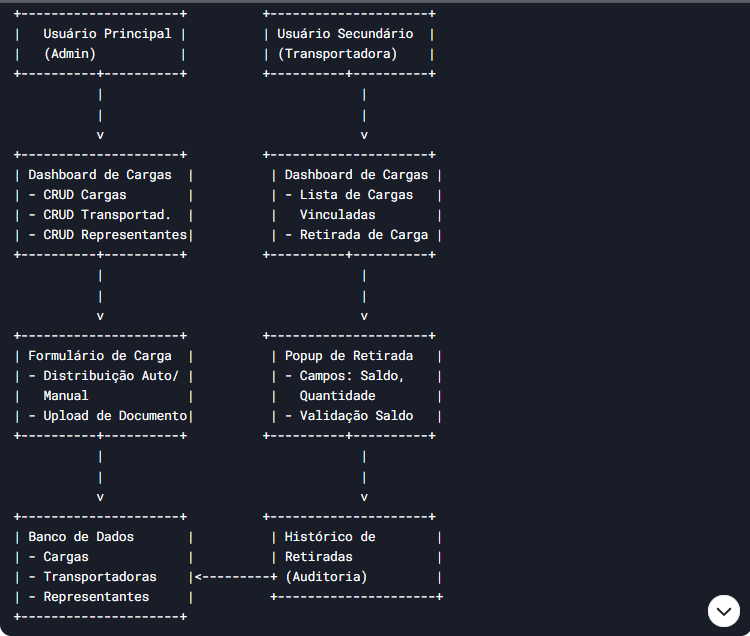 +---------------------+          +---------------------+
|   Usuário Principal |          | Usuário Secundário  |
|   (Admin)           |          | (Transportadora)    |
+----------+----------+          +----------+----------+
           |                                  |
           |                                  |
           v                                  v
+---------------------+          +---------------------+
| Dashboard de Cargas  |          | Dashboard de Cargas |
| - CRUD Cargas        |          | - Lista de Cargas   |
| - CRUD Transportad.  |          |   Vinculadas        |
| - CRUD Representantes|          | - Retirada de Carga |
+----------+----------+          +----------+----------+
           |                                  |
           |                                  |
           v                                  v
+---------------------+          +---------------------+
| Formulário de Carga  |          | Popup de Retirada   |
| - Distribuição Auto/ |          | - Campos: Saldo,    |
|   Manual             |          |   Quantidade        |
| - Upload de Documento|          | - Validação Saldo   |
+----------+----------+          +----------+----------+
           |                                  |
           |                                  |
           v                                  v
+---------------------+          +---------------------+
| Banco de Dados       |          | Histórico de        |
| - Cargas             |          | Retiradas           |
| - Transportadoras    |<---------+ (Auditoria)         |
| - Representantes     |          +---------------------+
+---------------------+